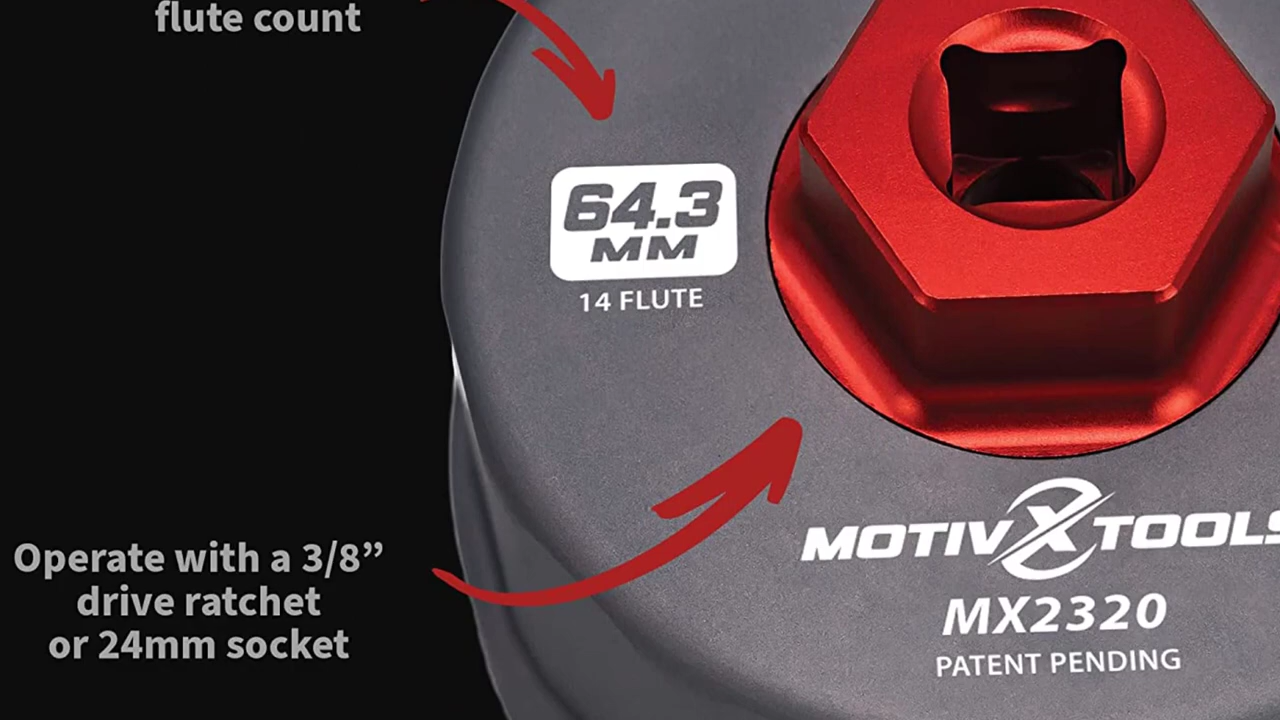 flute count
64.3
MM
14 FLUTE
Operate with a 3/8”
drive ratchet
or 24mm socket
MOTIV X TOOLS
MX2320
PATENT PENDING